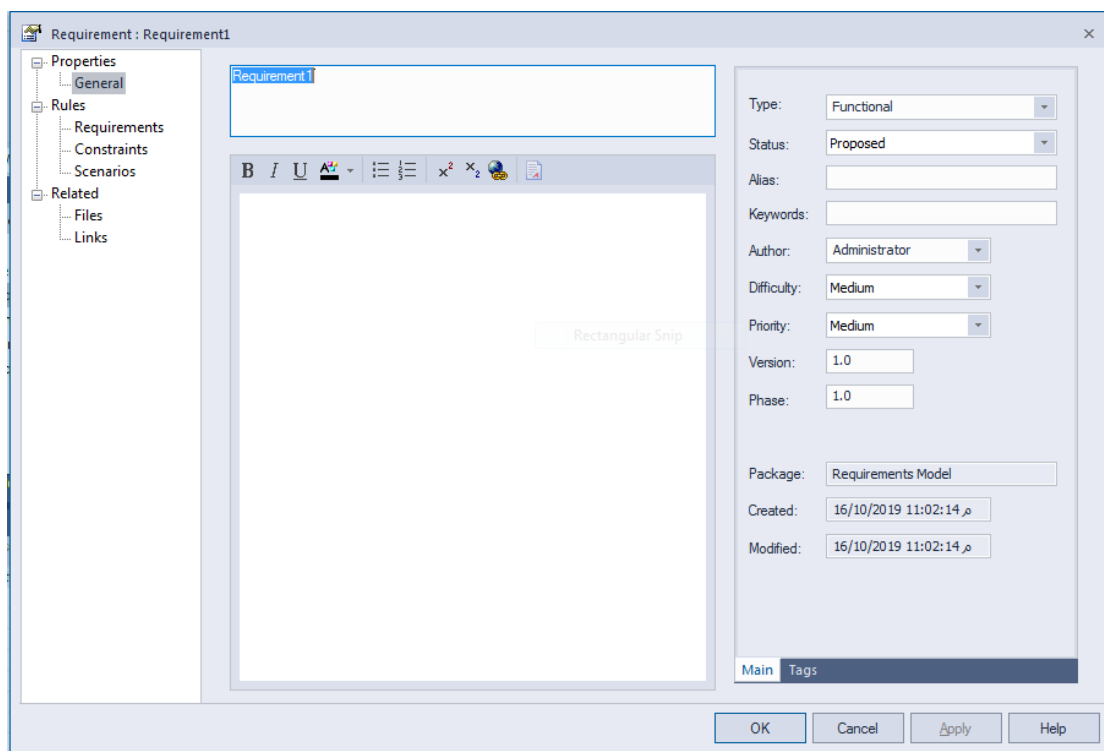 Requirement : Requirement1
Properties
General
Rules
Requirements
Constraints
Scenarios
Related
Files
Links
Requirement1
B I U A
x² x₂
Rectangular Snip
Type: Functional
Status: Proposed
Alias:
Keywords:
Author: Administrator
Difficulty: Medium
Priority: Medium
Version: 1.0
Phase: 1.0
Package: Requirements Model
Created: 16/10/2019 11:02:14 م
Modified: 16/10/2019 11:02:14 م
Main Tags
OK Cancel Apply Help